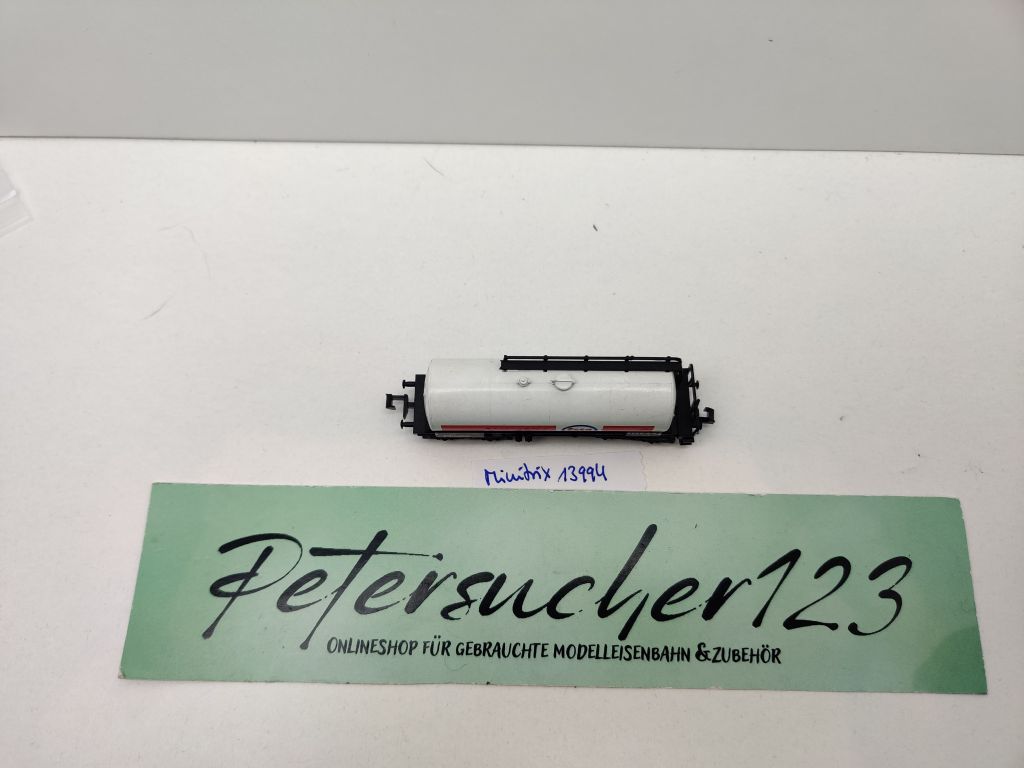 Minitrix 13994
Petersucher123
ONLINESHOP FÜR GEBRAUCHTE MODELLEISENBAHN & ZUBEHÖR